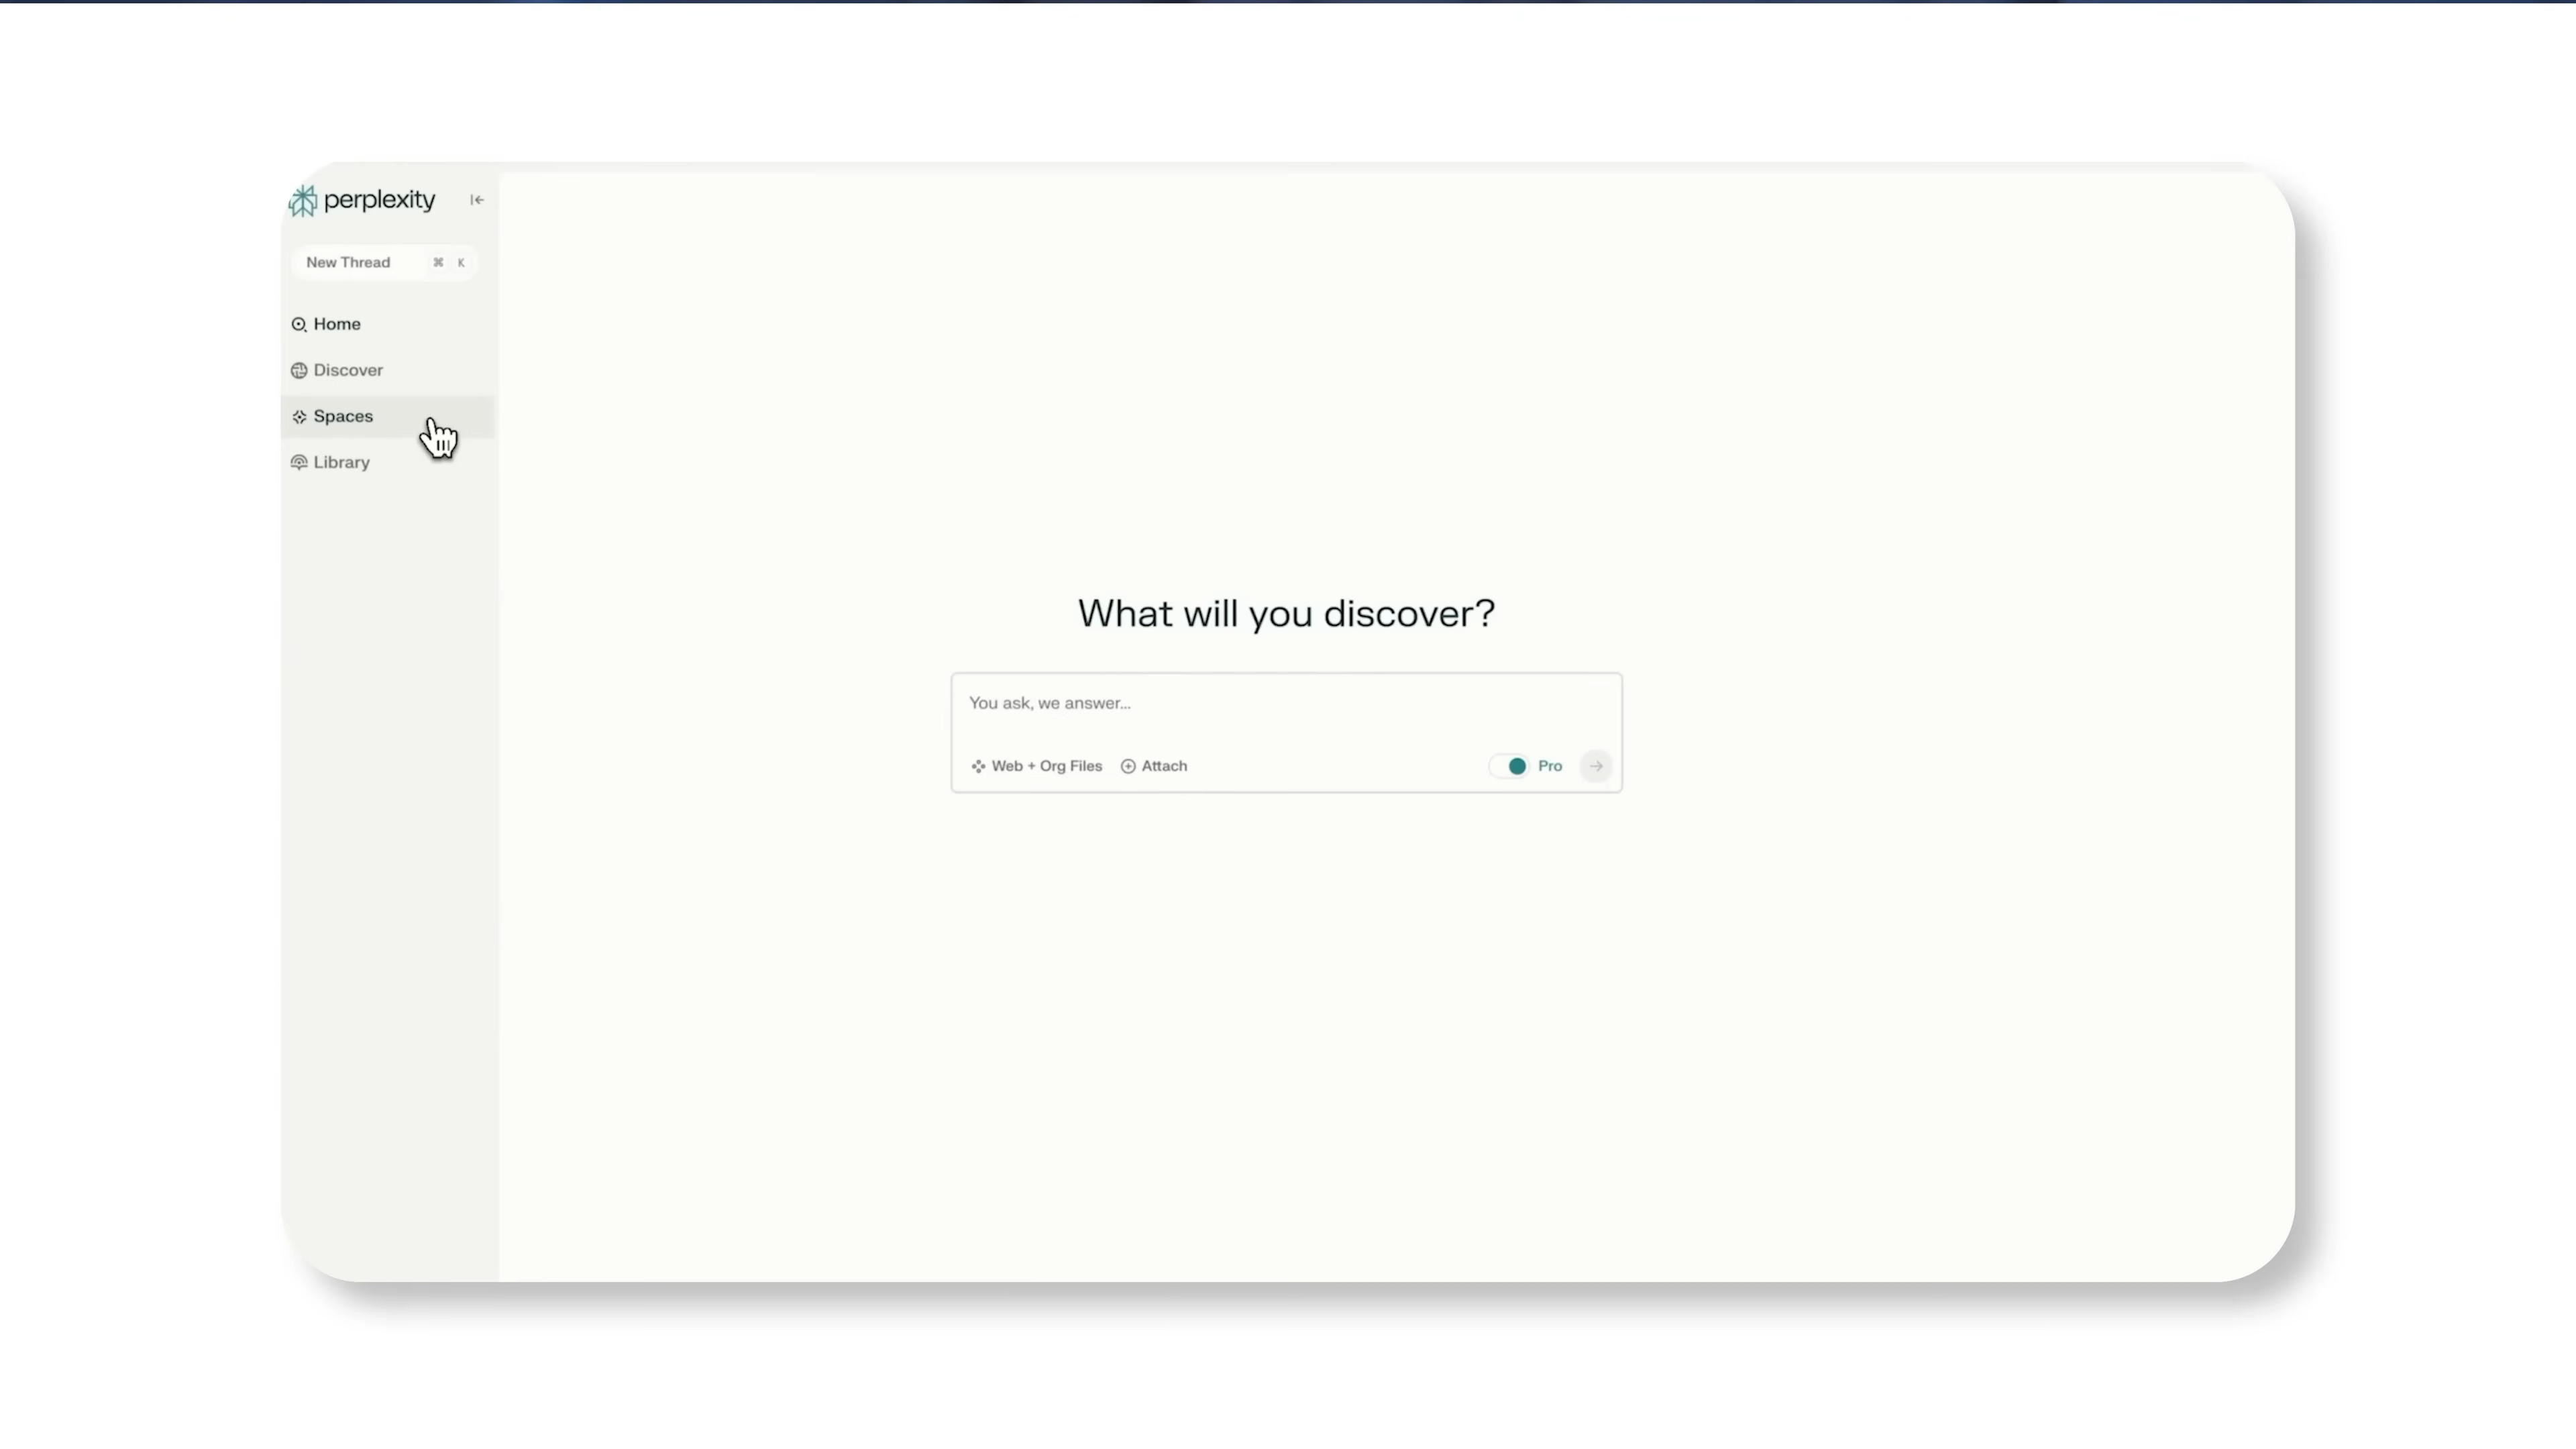 perplexity
New Thread ⌘ K
Home
Discover
Spaces
Library
What will you discover?
You ask, we answer...
Web + Org Files Attach Pro